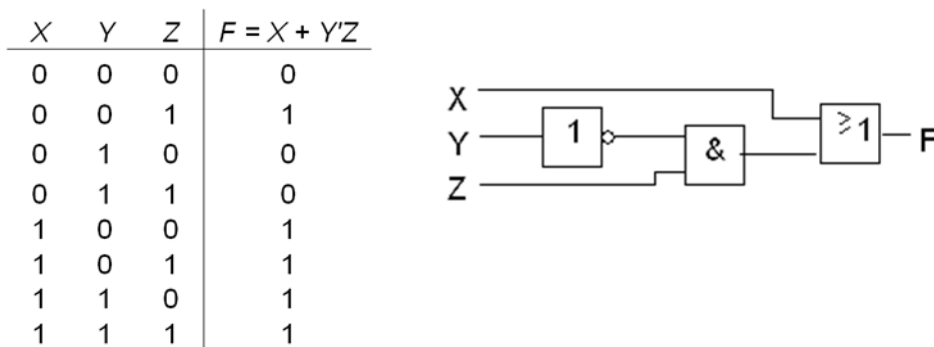 X Y Z F = X + Y'Z
0 0 0 0
0 0 1 1
0 1 0 0
0 1 1 0
1 0 0 1
1 0 1 1
1 1 0 1
1 1 1 1
X
Y 1 & ≥1 F
Z